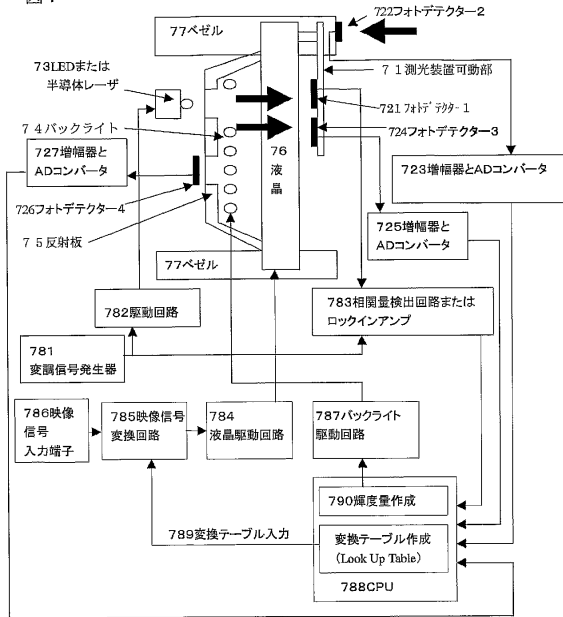 722フォトディテクター2
77ベゼル
73LEDまたは
半導体レーザ
71測光装置可動部
721フォトディテクター1
74バックライト
724フォトディテクター3
76
液
晶
727増幅器と
ADコンバータ
723増幅器とADコンバータ
726フォトディテクター4
725増幅器と
ADコンバータ
75反射板
77ベゼル
782駆動回路
783相関量検出回路または
ロックインアンプ
781
変調信号発生器
786映像
信号
入力端子
785映像信号
変換回路
784
液晶駆動回路
787バックライト
駆動回路
790輝度量作成
789変換テーブル入力
変換テーブル作成
(Look Up Table)
788CPU